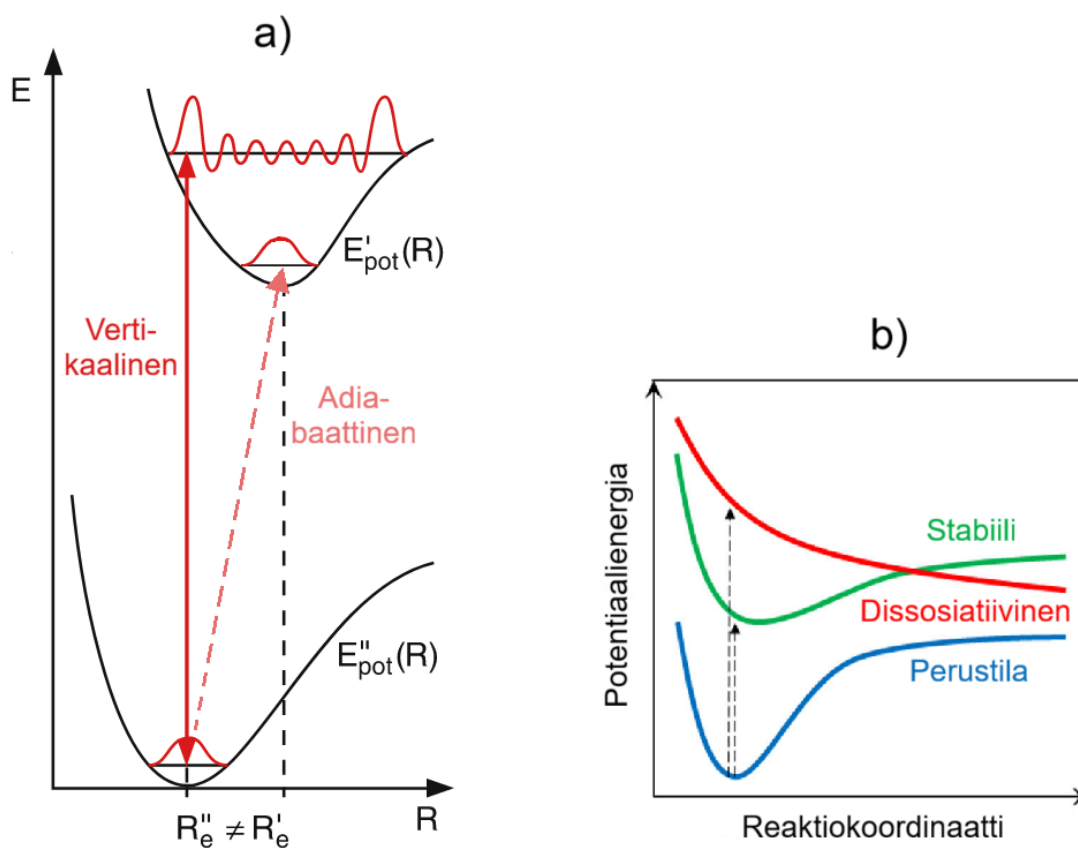 a)
E
E'pot(R)
Verti-
kaalinen
Adia-
baattinen
E''pot(R)
R''e ≠ R'e
R
b)
Potentiaalienergia
Stabiili
Dissosiatiivinen
Perustila
Reaktiokoordinaatti